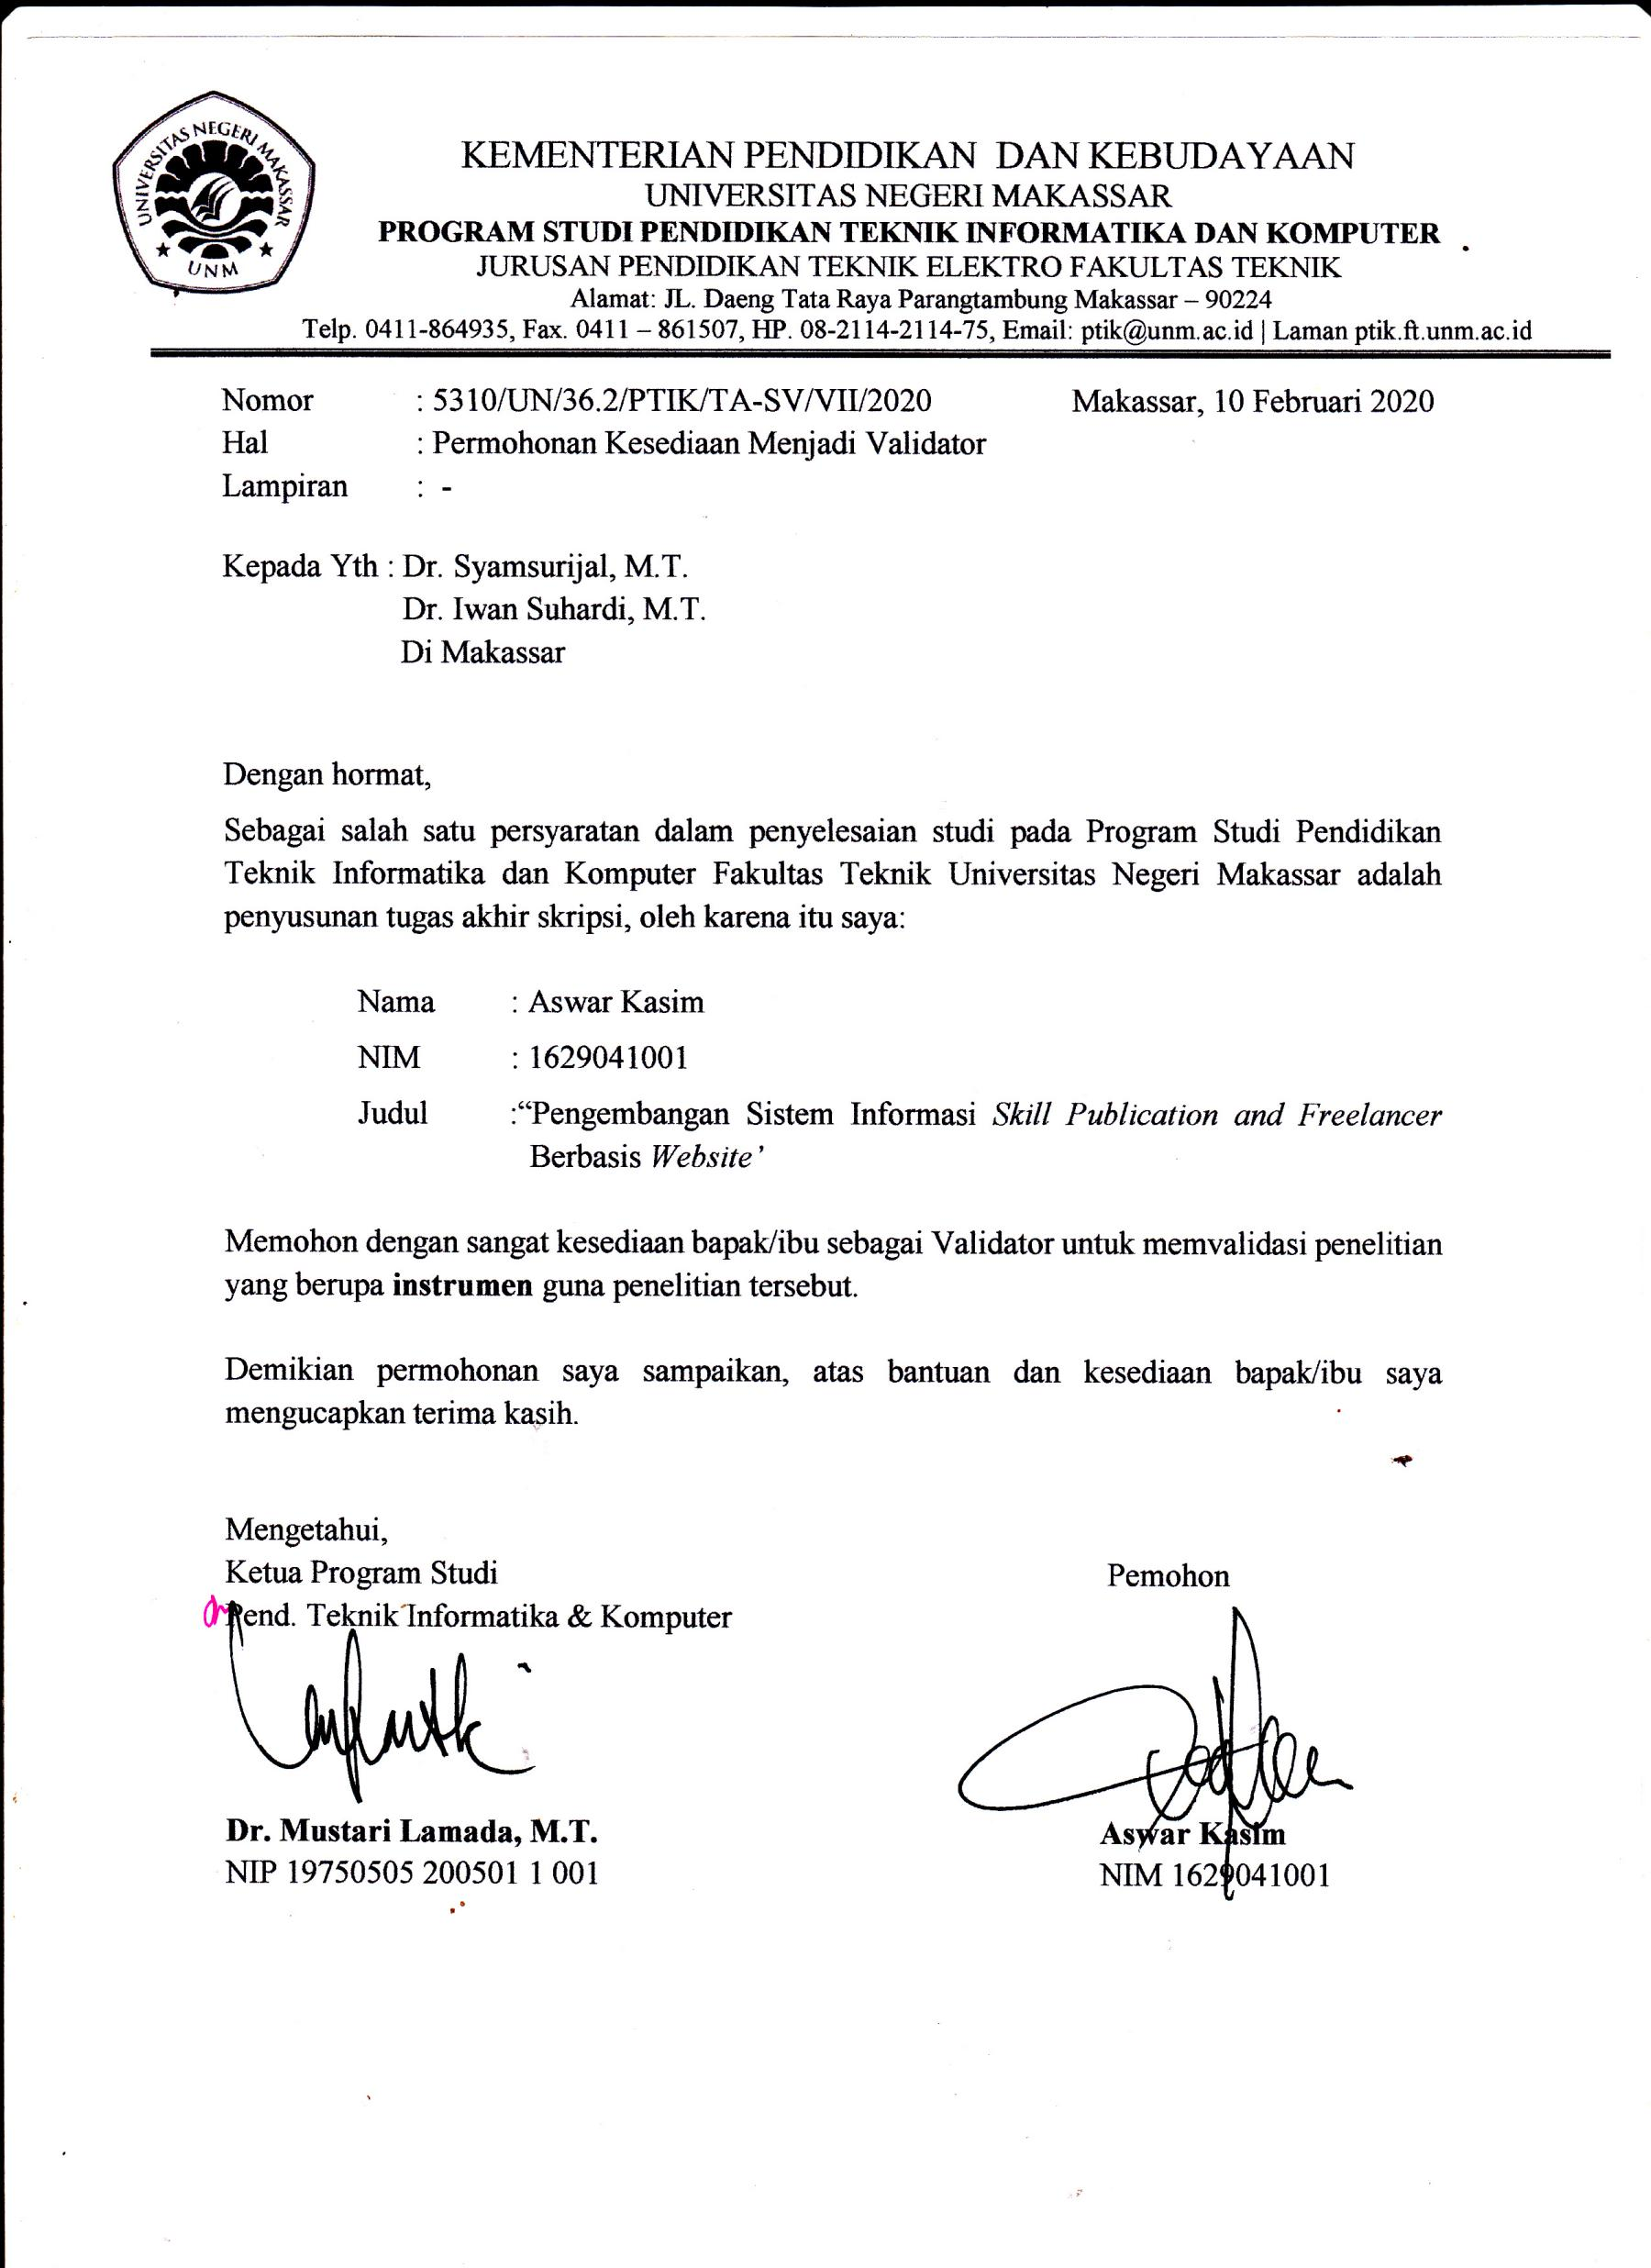 UNIVERSITAS NEGERI MAKASSAR
UNM
KEMENTERIAN PENDIDIKAN DAN KEBUDAYAAN
UNIVERSITAS NEGERI MAKASSAR
PROGRAM STUDI PENDIDIKAN TEKNIK INFORMATIKA DAN KOMPUTER
JURUSAN PENDIDIKAN TEKNIK ELEKTRO FAKULTAS TEKNIK
Alamat: JL. Daeng Tata Raya Parangtambung Makassar – 90224
Telp. 0411-864935, Fax. 0411 – 861507, HP. 08-2114-2114-75, Email: ptik@unm.ac.id | Laman ptik.ft.unm.ac.id
Nomor : 5310/UN/36.2/PTIK/TA-SV/VII/2020 Makassar, 10 Februari 2020
Hal : Permohonan Kesediaan Menjadi Validator
Lampiran : -
Kepada Yth : Dr. Syamsurijal, M.T.
Dr. Iwan Suhardi, M.T.
Di Makassar
Dengan hormat,
Sebagai salah satu persyaratan dalam penyelesaian studi pada Program Studi Pendidikan
Teknik Informatika dan Komputer Fakultas Teknik Universitas Negeri Makassar adalah
penyusunan tugas akhir skripsi, oleh karena itu saya:
Nama : Aswar Kasim
NIM : 1629041001
Judul :“Pengembangan Sistem Informasi Skill Publication and Freelancer
Berbasis Website’
Memohon dengan sangat kesediaan bapak/ibu sebagai Validator untuk memvalidasi penelitian
yang berupa instrumen guna penelitian tersebut.
Demikian permohonan saya sampaikan, atas bantuan dan kesediaan bapak/ibu saya
mengucapkan terima kasih.
Mengetahui,
Ketua Program Studi Pemohon
Pend. Teknik Informatika & Komputer
Dr. Mustari Lamada, M.T. Aswar Kasim
NIP 19750505 200501 1 001 NIM 1629041001